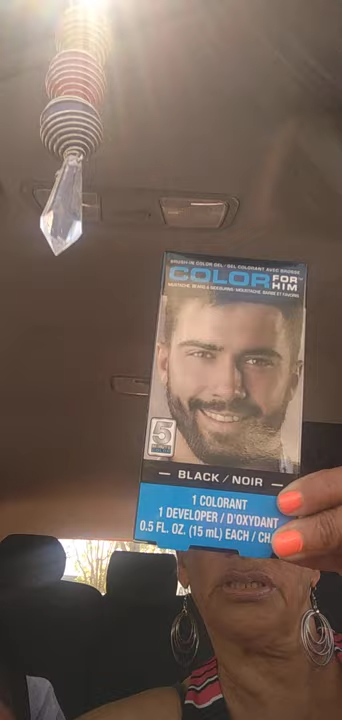 BRUSH-IN COLOR GEL / GEL-COLORANT AVEC BROSSE
COLOR FOR HIM™
MUSTACHE, BEARD & SIDEBURNS / MOUSTACHE, BARBE ET FAVORIS
5
— BLACK / NOIR —
1 COLORANT
1 DEVELOPER / D'OXYDANT
0.5 FL. OZ. (15 mL) EACH / CH